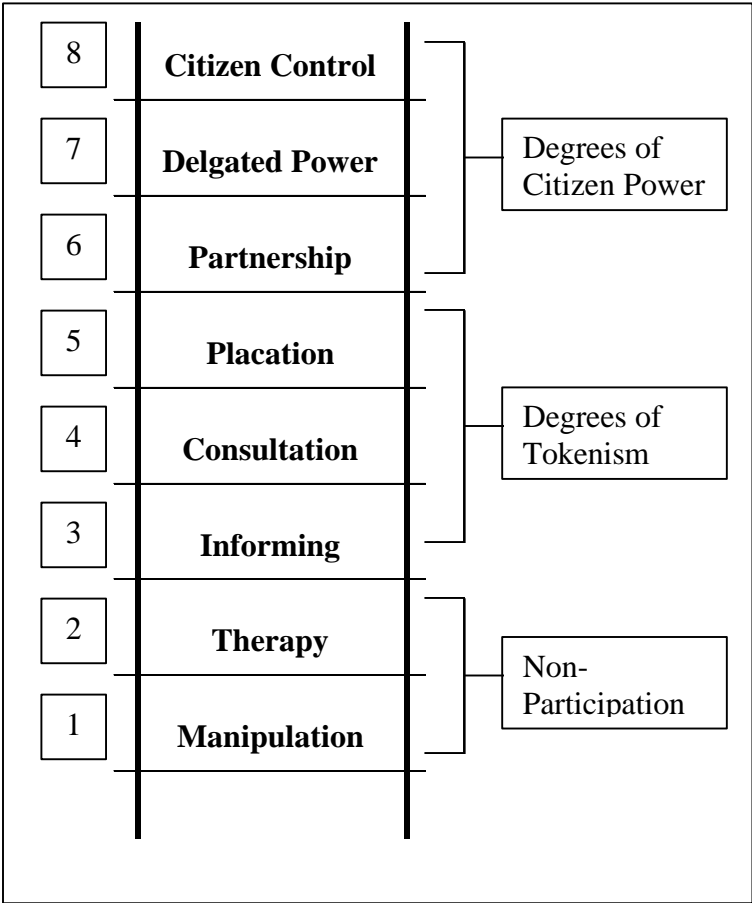 8
Citizen Control
7
Delgated Power
Degrees of
Citizen Power
6
Partnership
5
Placation
4
Consultation
Degrees of
Tokenism
3
Informing
2
Therapy
Non-
Participation
1
Manipulation